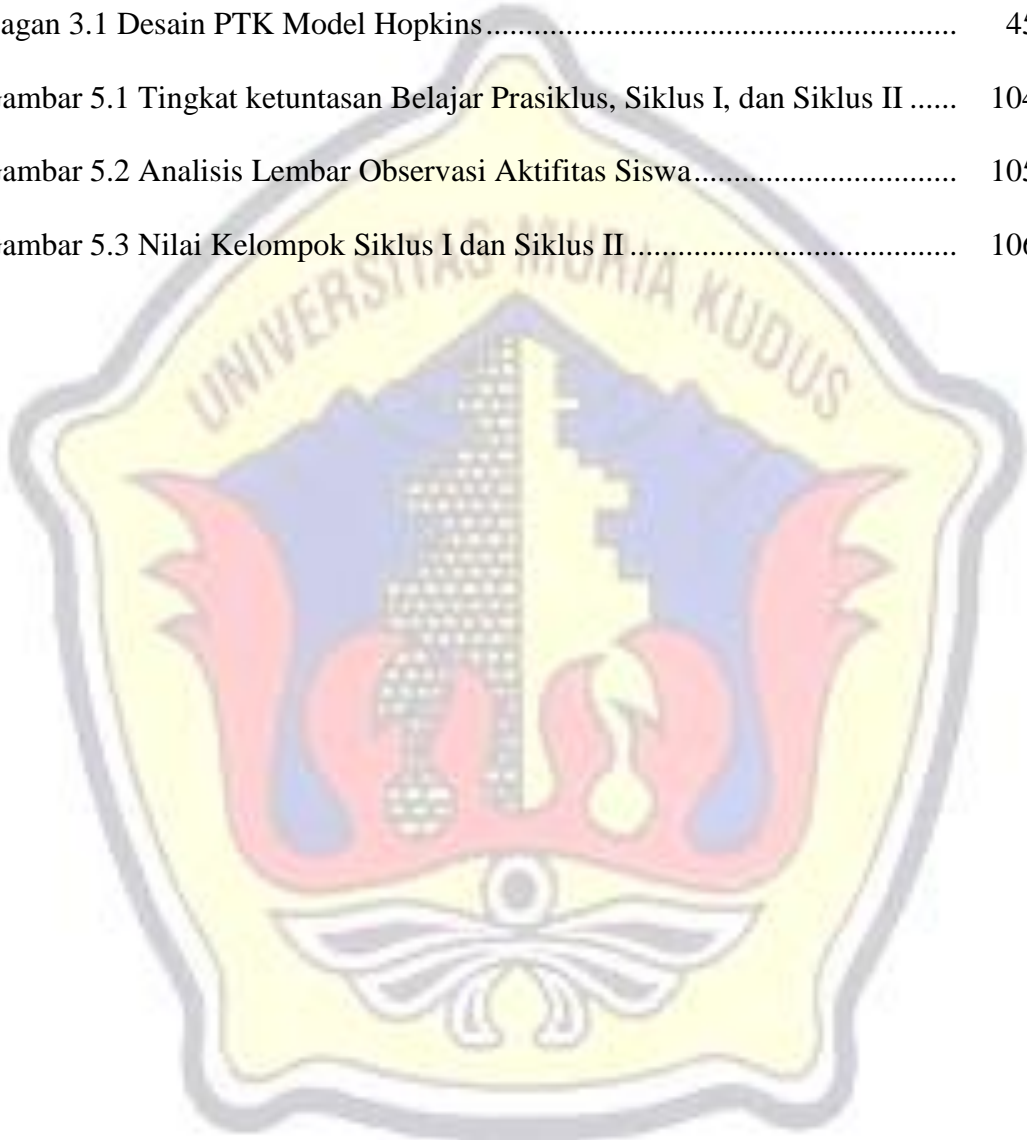 agan 3.1 Desain PTK Model Hopkins ........................................................................ 45
ambar 5.1 Tingkat ketuntasan Belajar Prasiklus, Siklus I, dan Siklus II ...... 104
ambar 5.2 Analisis Lembar Observasi Aktifitas Siswa ........................................ 105
ambar 5.3 Nilai Kelompok Siklus I dan Siklus II .................................................. 106
UNIVERSITAS MURIA KUDUS